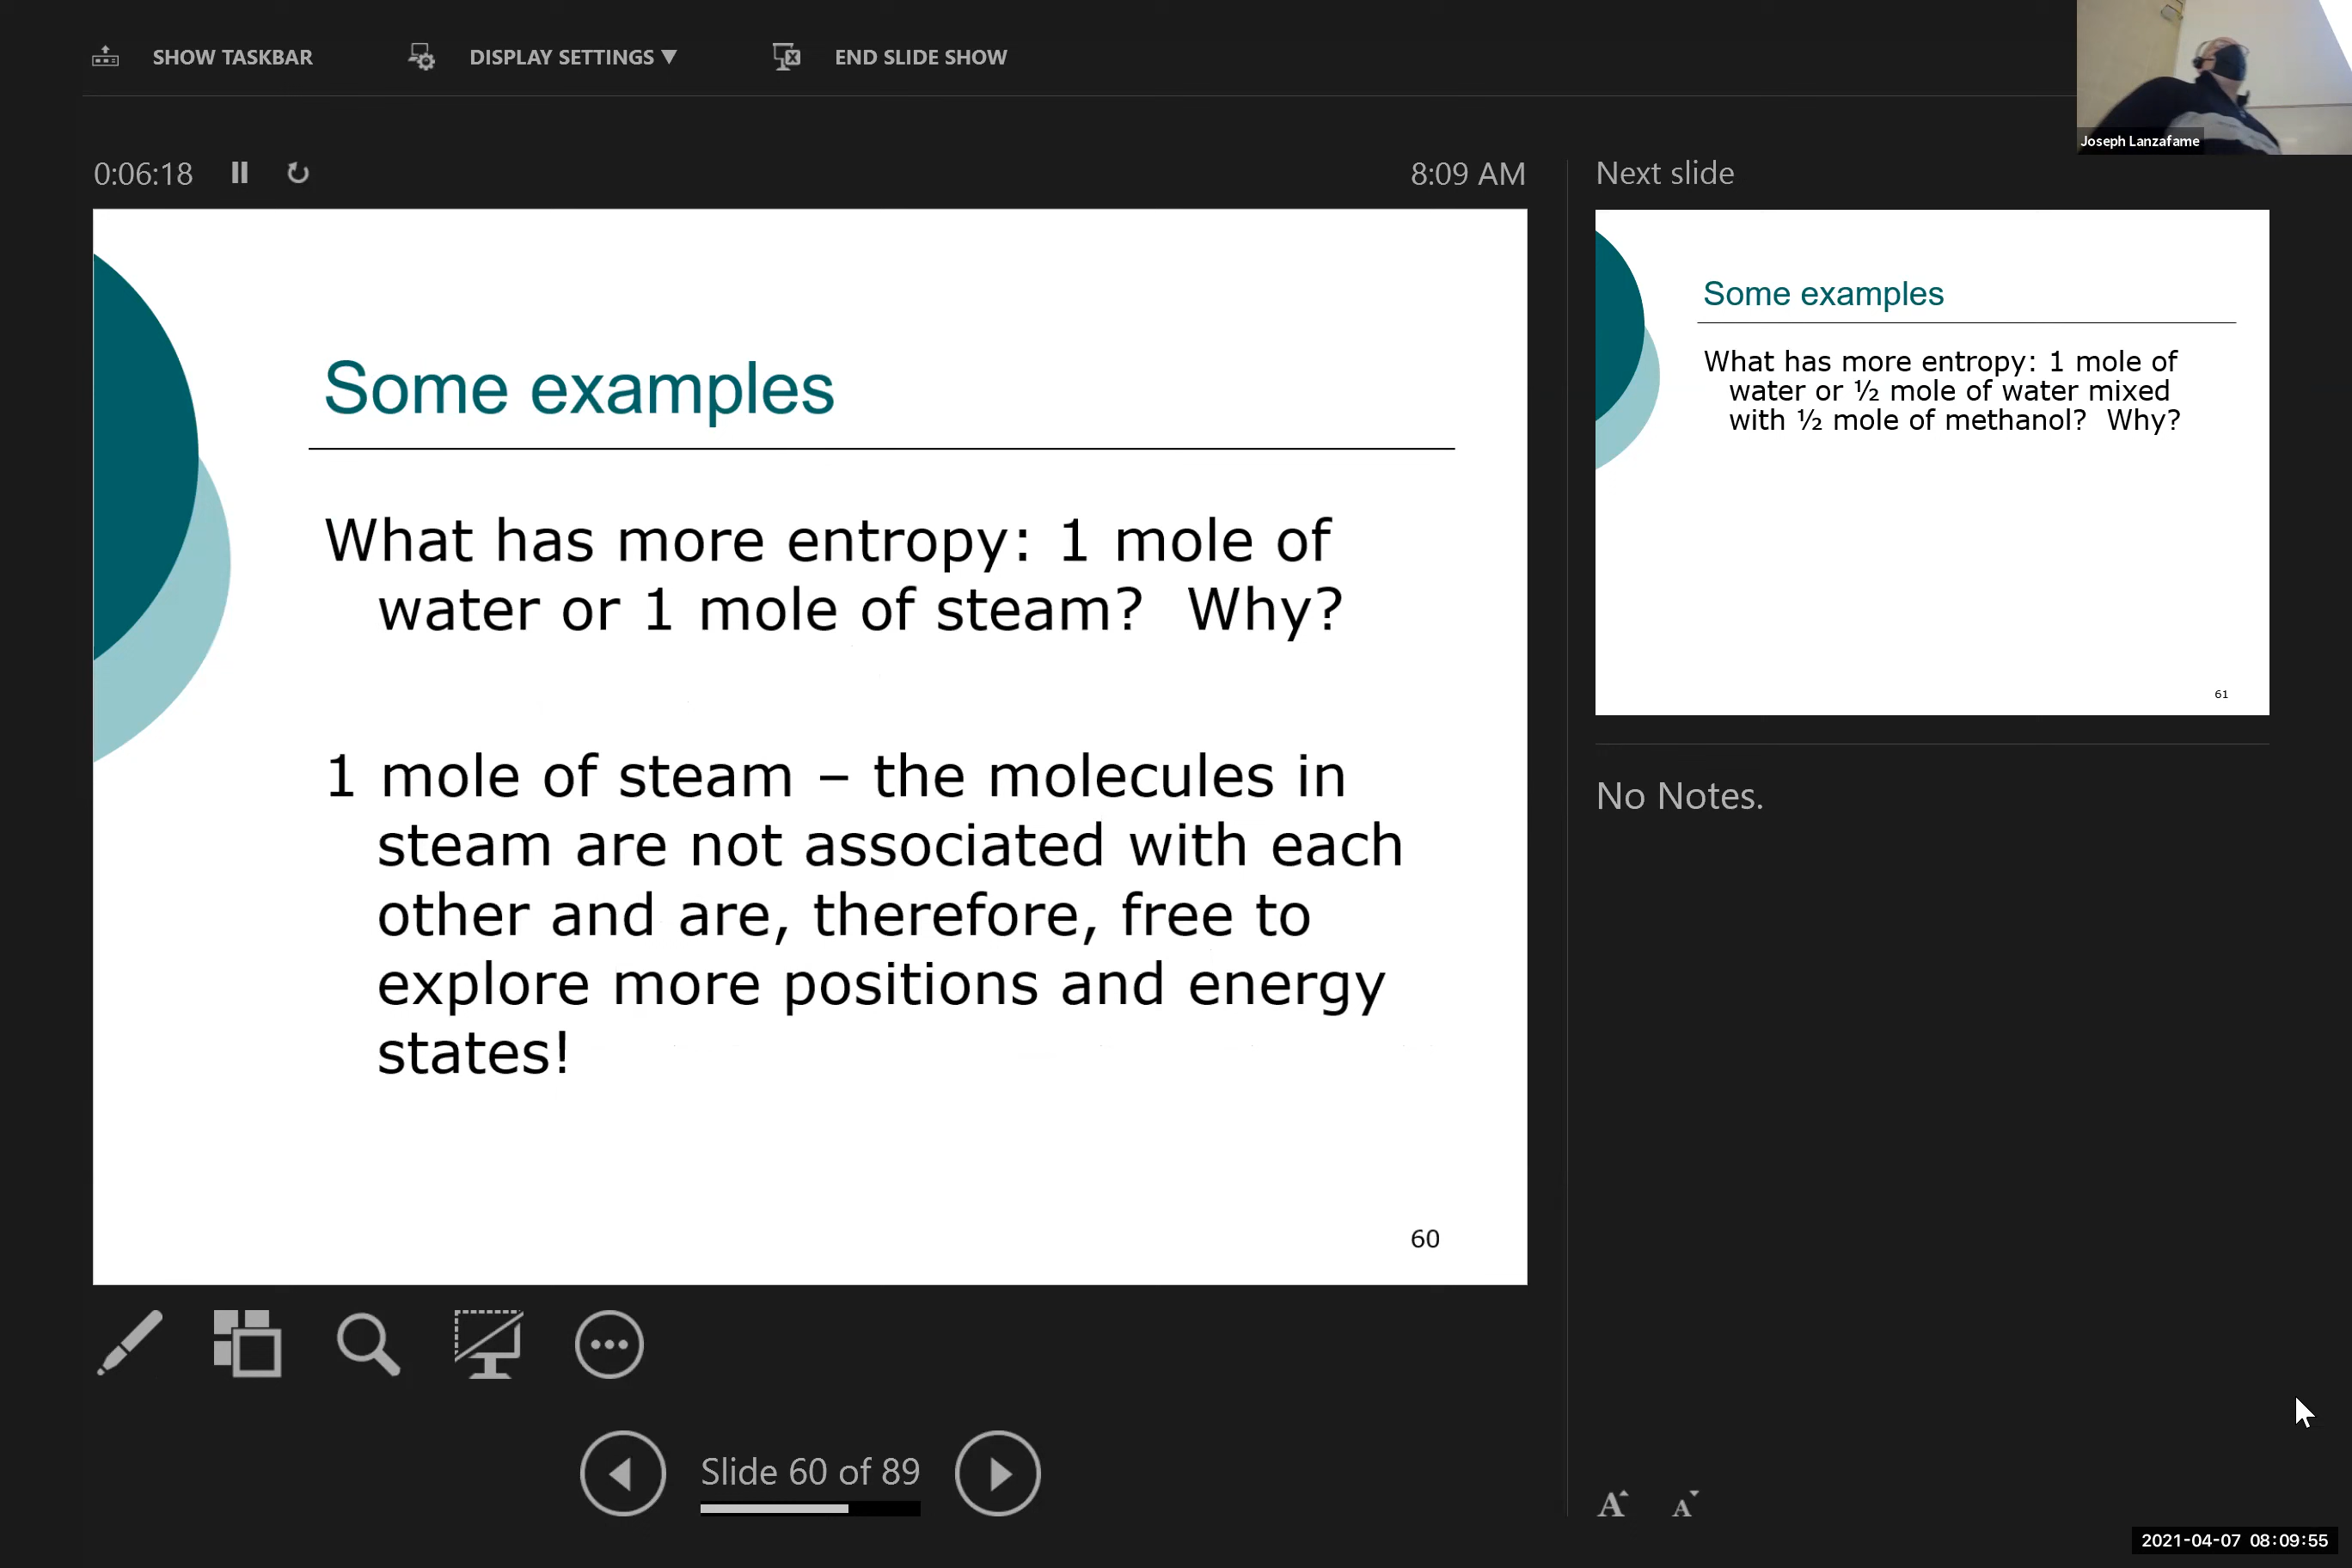 SHOW TASKBAR
DISPLAY SETTINGS ▼
END SLIDE SHOW
Joseph Lanzafame
0:06:18
8:09 AM
Next slide
Some examples
What has more entropy: 1 mole of
water or 1 mole of steam?  Why?
1 mole of steam – the molecules in
steam are not associated with each
other and are, therefore, free to
explore more positions and energy
states!
60
Some examples
What has more entropy: 1 mole of
water or ½ mole of water mixed
with ½ mole of methanol?  Why?
61
No Notes.
Slide 60 of 89
A A
2021-04-07 08:09:55